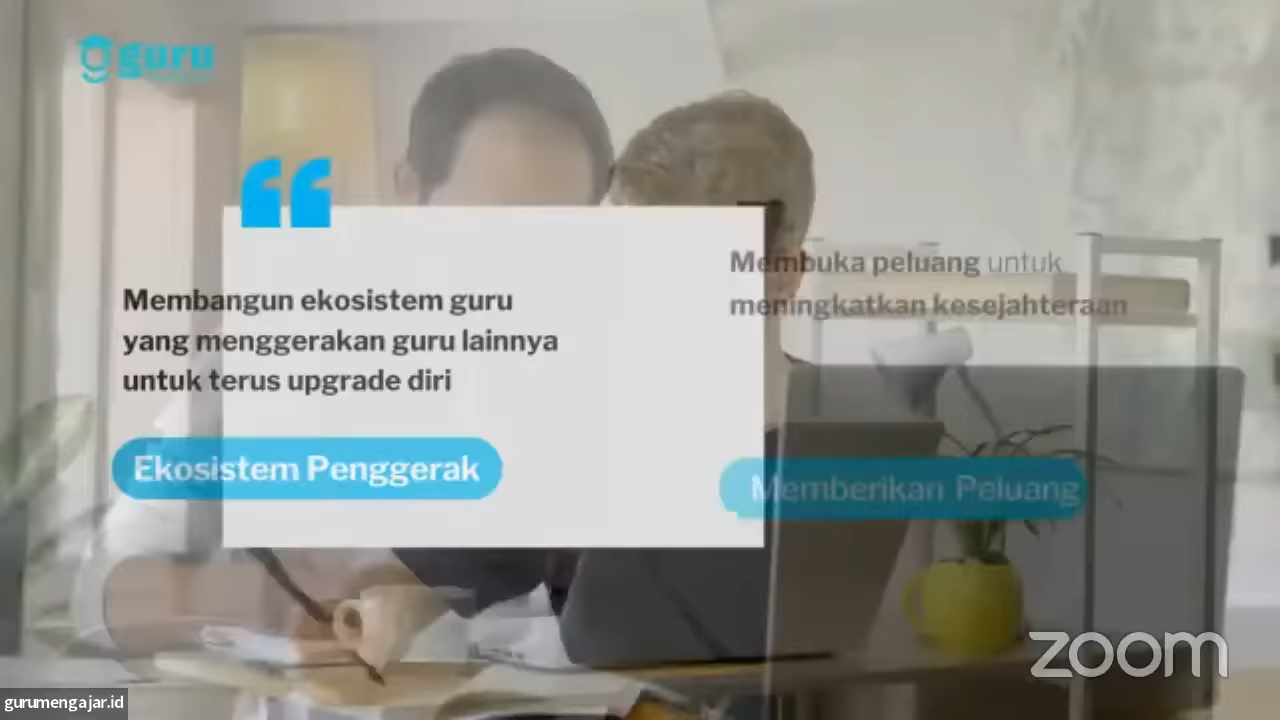 guru
Membangun ekosistem guru
yang menggerakan guru lainnya
untuk terus upgrade diri
Ekosistem Penggerak
Membuka peluang untuk
meningkatkan kesejahteraan
Memberikan Peluang
zoom
gurumengajar.id